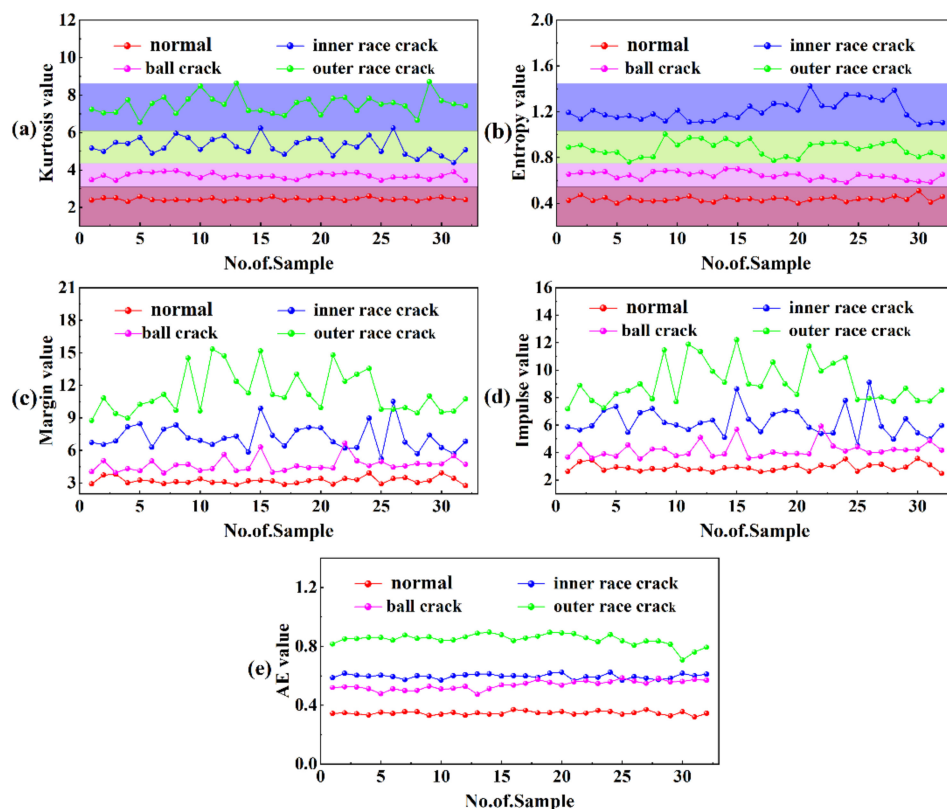 12
10
8
6
4
2
Kurtosis value
(a)
normal
inner race crack
ball crack
outer race crack
0 5 10 15 20 25 30
No.of.Sample
2.0
1.6
1.2
0.8
0.4
Entropy value
(b)
normal
inner race crack
ball crack
outer race crack
0 5 10 15 20 25 30
No.of.Sample
21
18
15
12
9
6
3
Margin value
(c)
normal
inner race crack
ball crack
outer race crack
0 5 10 15 20 25 30
No.of.Sample
16
14
12
10
8
6
4
2
Impulse value
(d)
normal
inner race crack
ball crack
outer race crack
0 5 10 15 20 25 30
No.of.Sample
1.2
0.8
0.4
0.0
AE value
(e)
normal
inner race crack
ball crack
outer race crack
0 5 10 15 20 25 30
No.of.Sample